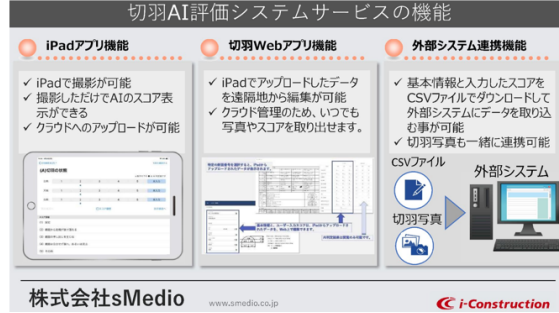 切羽AI評価システムサービスの機能
iPadアプリ機能
✓ iPadで撮影が可能
✓ 撮影しただけでAIのスコア表
示ができる
✓ クラウドへのアップロードが可能
切羽Webアプリ機能
✓ iPadでアップロードしたデータ
を遠隔地から編集が可能
✓ クラウド管理のため、いつでも
写真やスコアを取り出せます。
外部システム連携機能
✓ 基本情報と入力したスコアを
CSVファイルでダウンロードして
外部システムにデータを取り込
む事が可能
✓ 切羽写真も一緒に連携可能
CSVファイル
外部システム
切羽写真
株式会社sMedio
www.smedio.co.jp
i-Construction